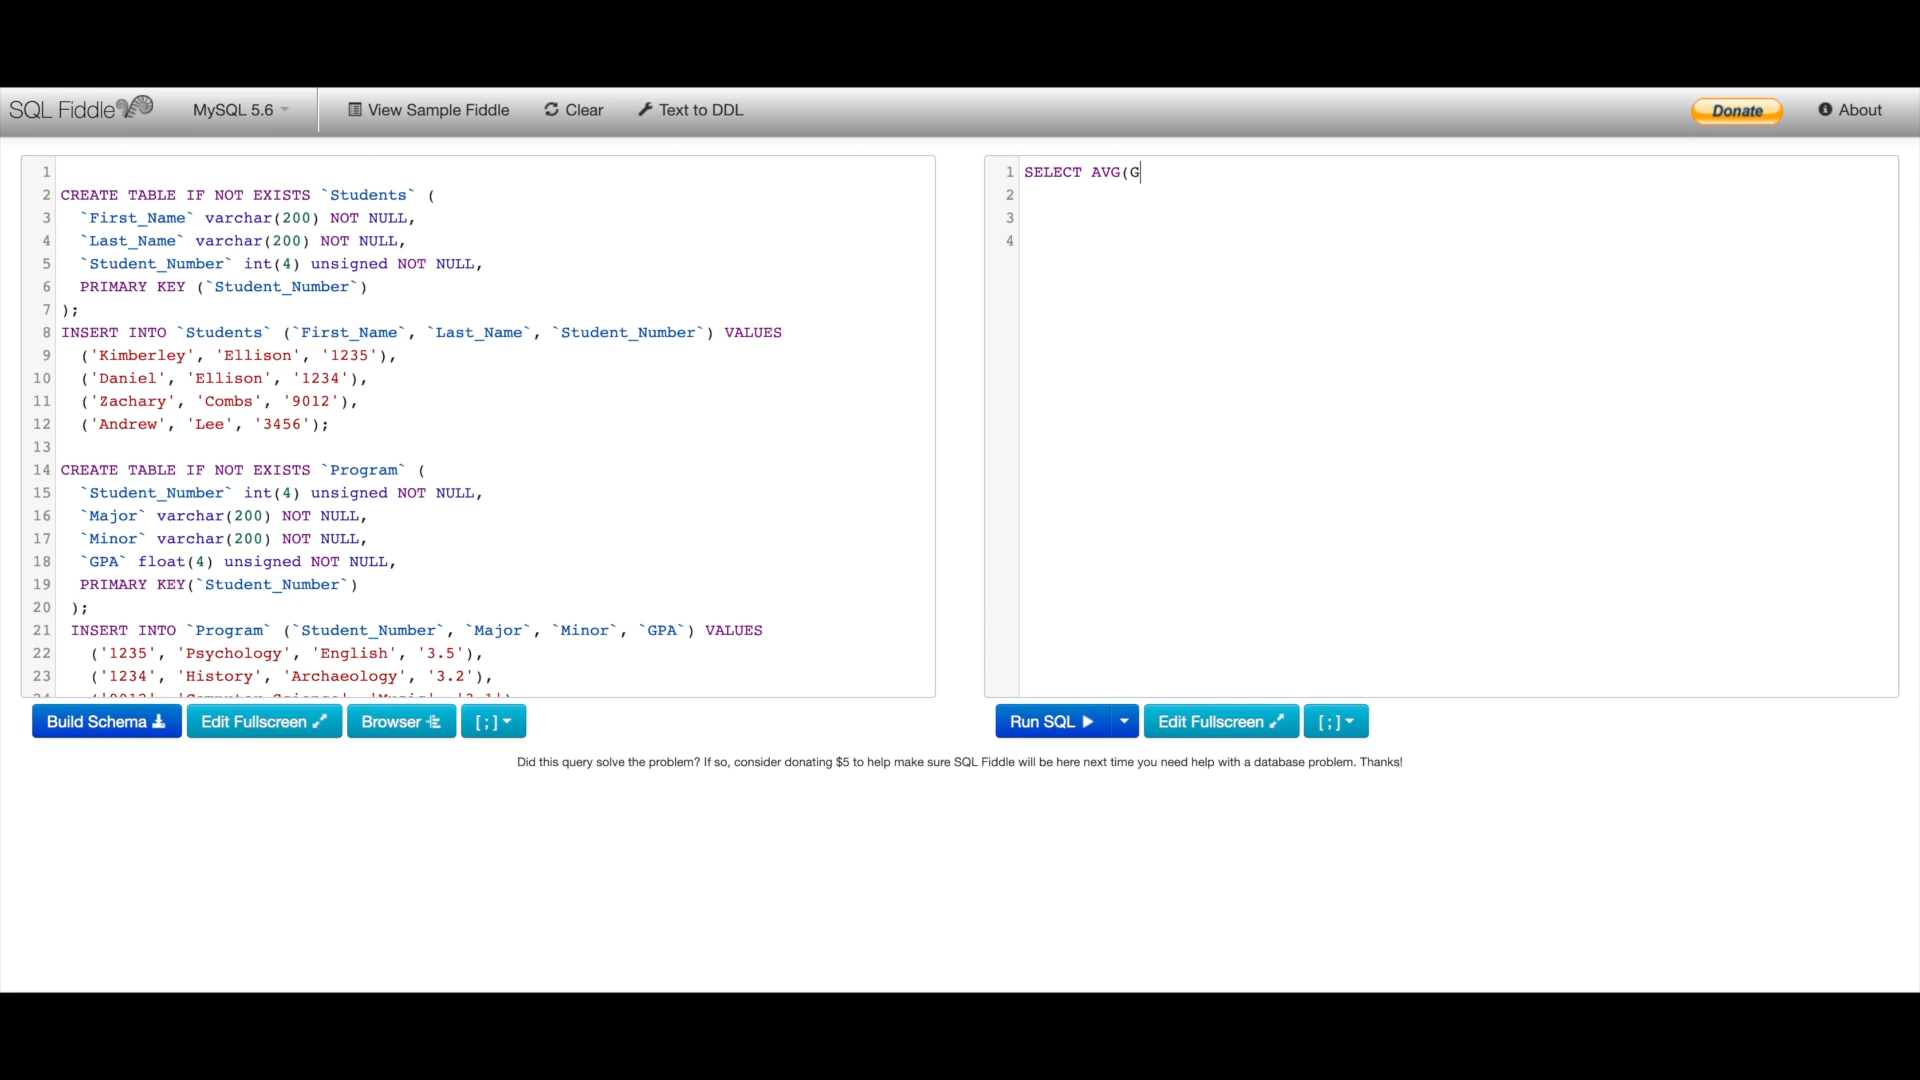 SQL Fiddle MySQL 5.6 View Sample Fiddle Clear Text to DDL Donate About
1
2 CREATE TABLE IF NOT EXISTS `Students` (
3 `First_Name` varchar(200) NOT NULL,
4 `Last_Name` varchar(200) NOT NULL,
5 `Student_Number` int(4) unsigned NOT NULL,
6 PRIMARY KEY (`Student_Number`)
7 );
8 INSERT INTO `Students` (`First_Name`, `Last_Name`, `Student_Number`) VALUES
9 ('Kimberley', 'Ellison', '1235'),
10 ('Daniel', 'Ellison', '1234'),
11 ('Zachary', 'Combs', '9012'),
12 ('Andrew', 'Lee', '3456');
13
14 CREATE TABLE IF NOT EXISTS `Program` (
15 `Student_Number` int(4) unsigned NOT NULL,
16 `Major` varchar(200) NOT NULL,
17 `Minor` varchar(200) NOT NULL,
18 `GPA` float(4) unsigned NOT NULL,
19 PRIMARY KEY(`Student_Number`)
20 );
21 INSERT INTO `Program` (`Student_Number`, `Major`, `Minor`, `GPA`) VALUES
22 ('1235', 'Psychology', 'English', '3.5'),
23 ('1234', 'History', 'Archaeology', '3.2'),
1 SELECT AVG(G
2
3
4
Build Schema Edit Fullscreen Browser [ ; ]
Run SQL Edit Fullscreen [ ; ]
Did this query solve the problem? If so, consider donating $5 to help make sure SQL Fiddle will be here next time you need help with a database problem. Thanks!